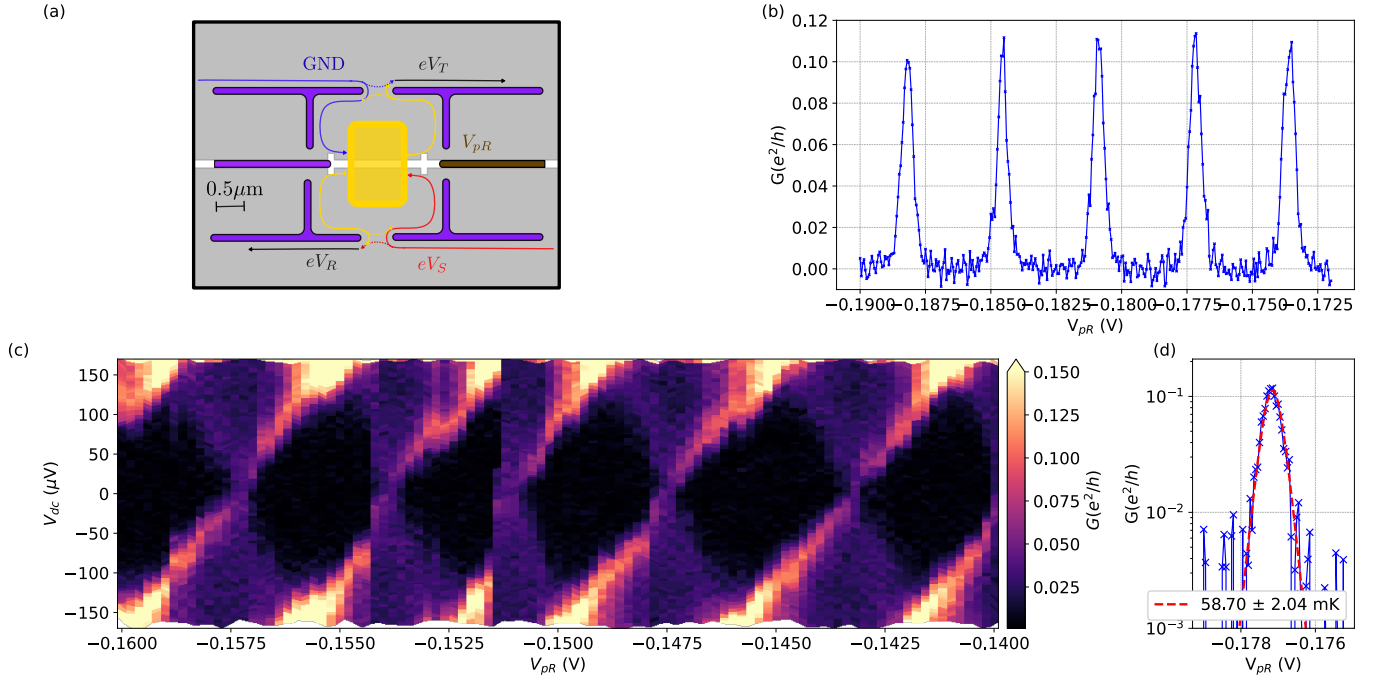 (a)
GND
eV_T
V_pR
0.5μm
eV_R
eV_S
(b)
G(e²/h)
0.12
0.10
0.08
0.06
0.04
0.02
0.00
−0.1900
−0.1875
−0.1850
−0.1825
−0.1800
−0.1775
−0.1750
−0.1725
V_pR (V)
(c)
V_dc (μV)
150
100
50
0
−50
−100
−150
−0.1600
−0.1575
−0.1550
−0.1525
−0.1500
−0.1475
−0.1450
−0.1425
−0.1400
V_pR (V)
0.150
0.125
0.100
0.075
0.050
0.025
G(e²/h)
(d)
G(e²/h)
10⁻¹
10⁻²
10⁻³
58.70 ± 2.04 mK
−0.178
−0.176
V_pR (V)